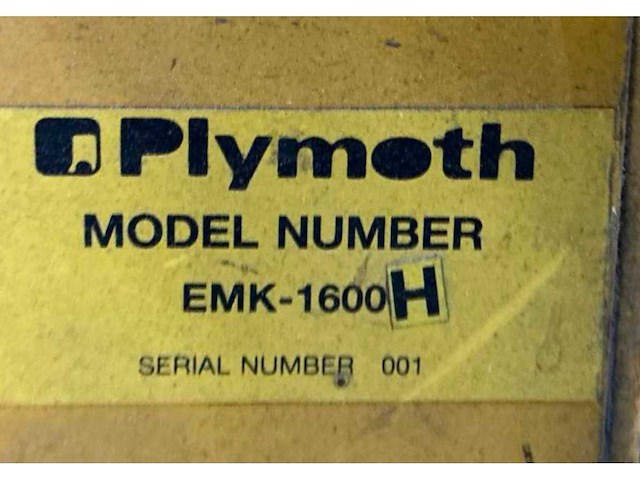 Plymoth
MODEL NUMBER
EMK-1600H
SERIAL NUMBER 001